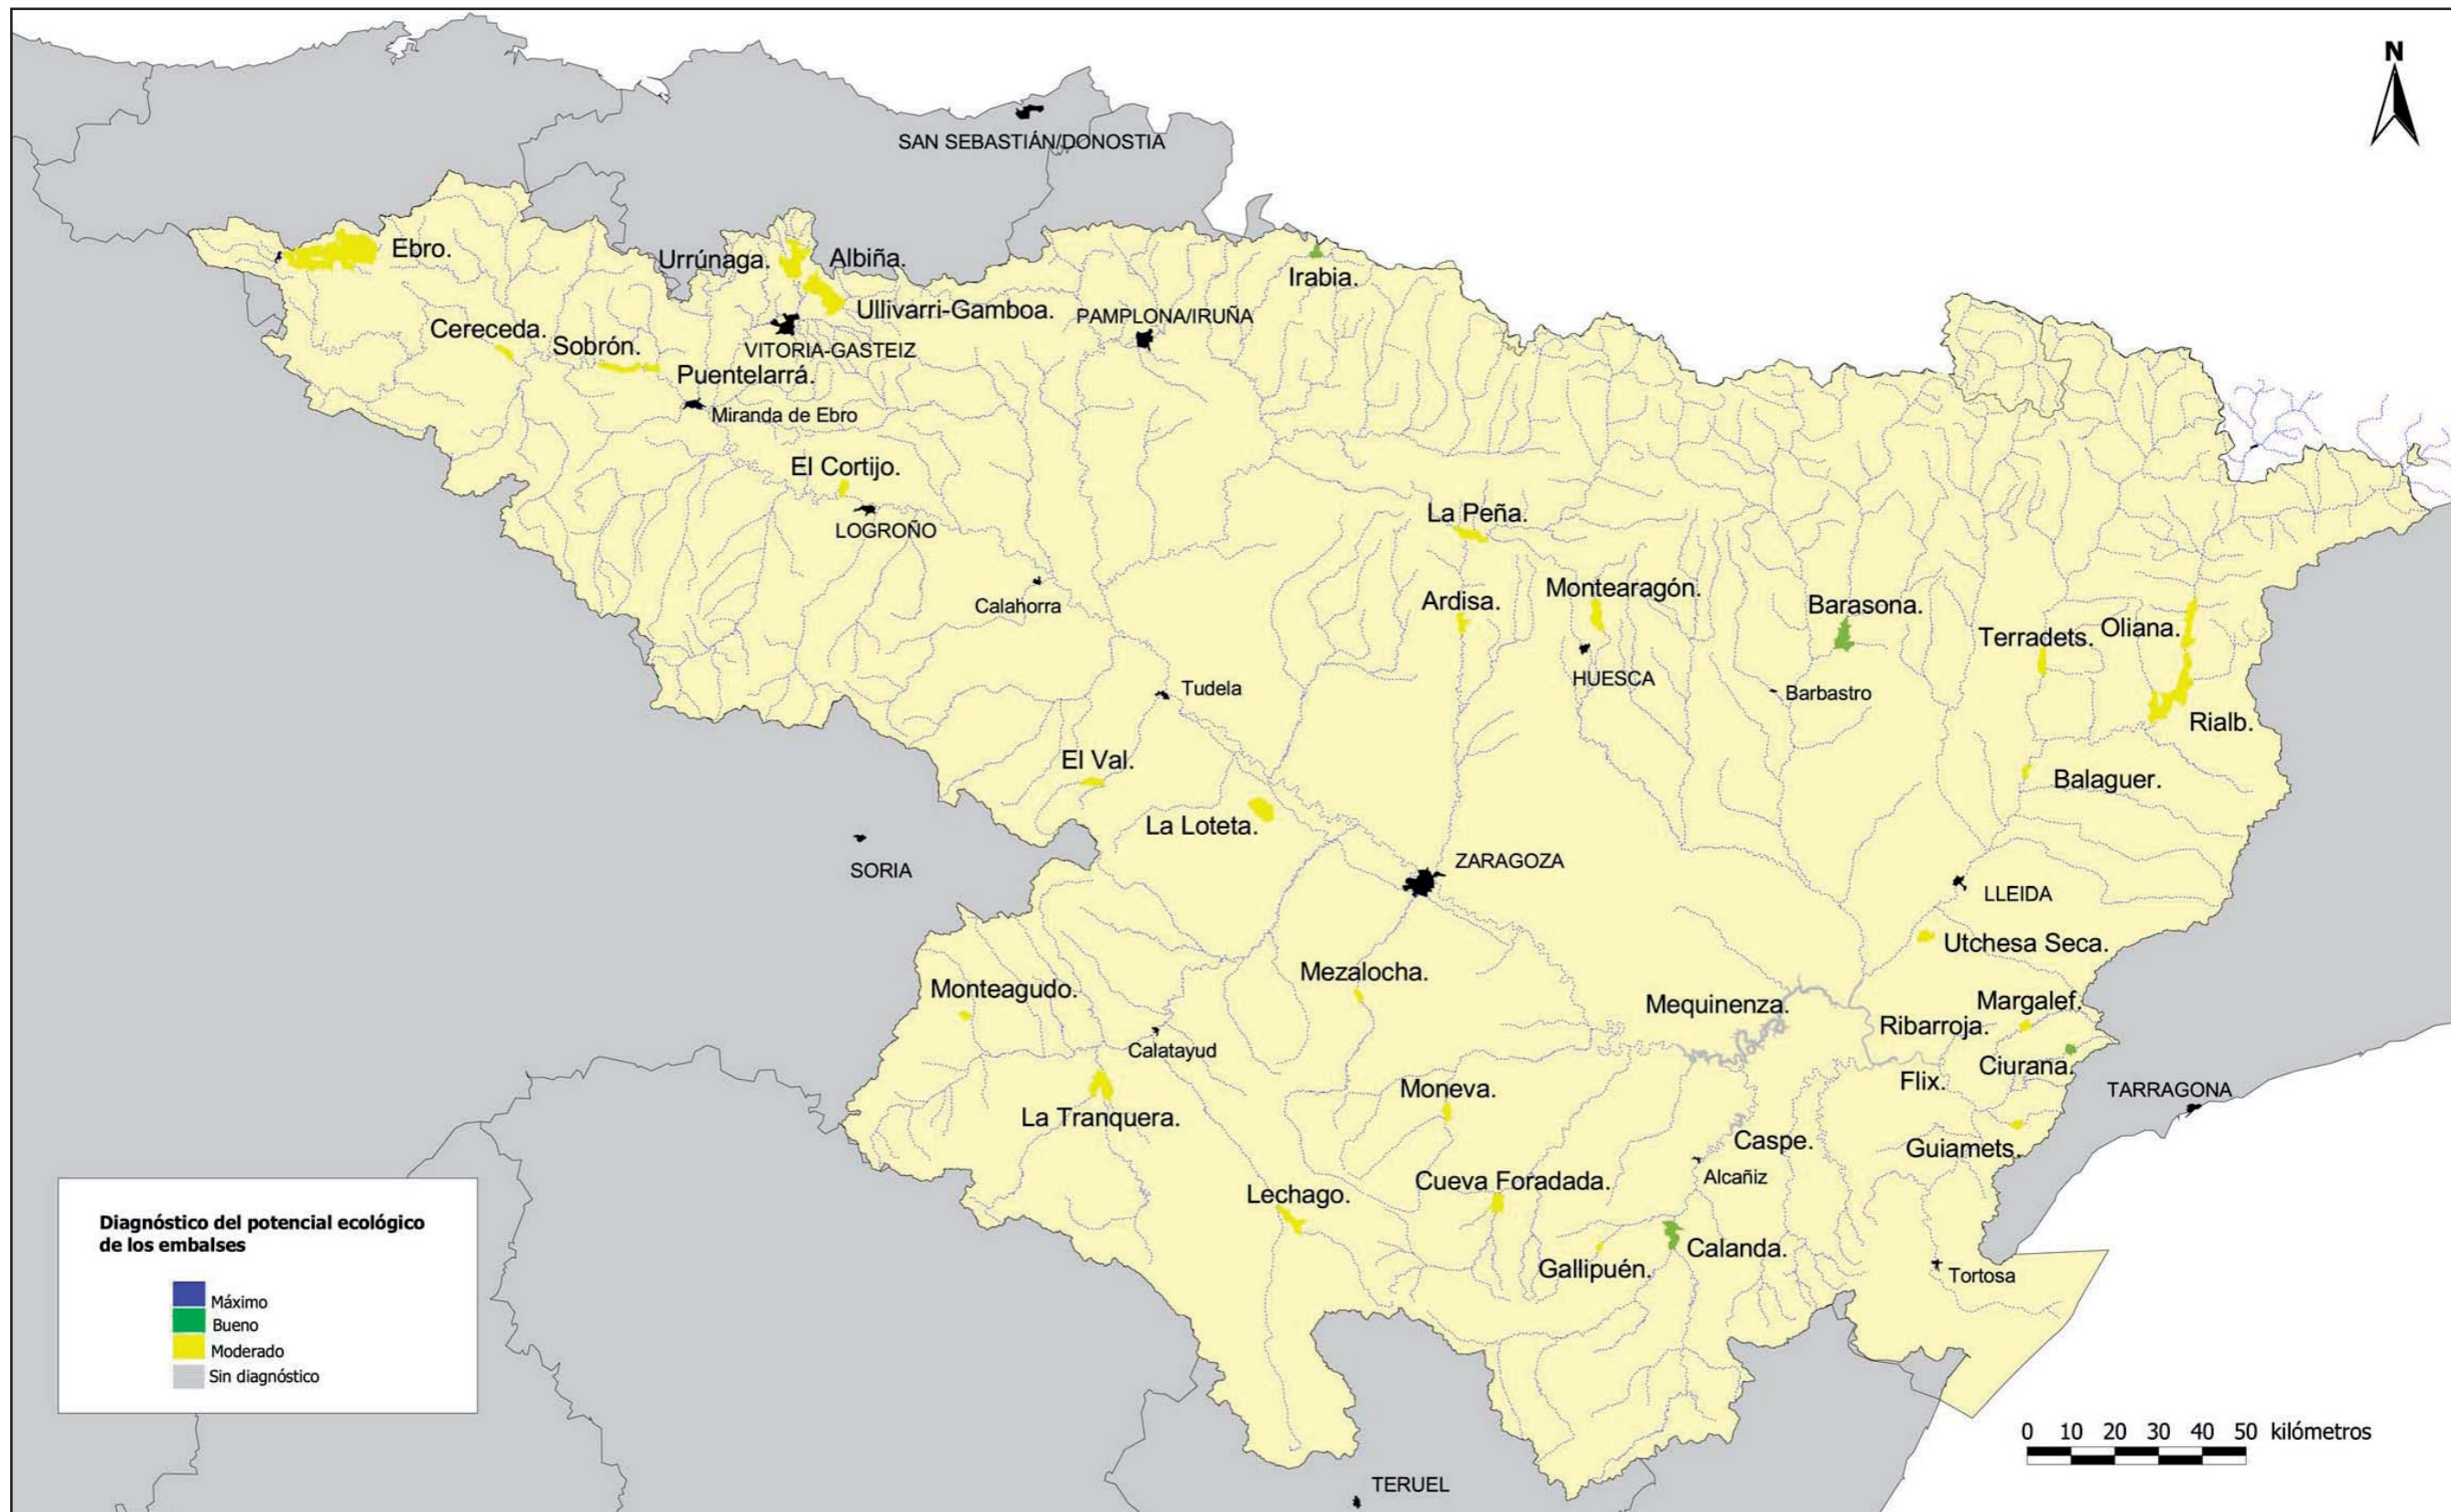 N
SAN SEBASTIÁN/DONOSTIA
Ebro.
Urrúnaga.
Albiña.
Irabia.
Ullivarri-Gamboa.
PAMPLONA/IRUÑA
Cereceda.
Sobrón.
VITORIA-GASTEIZ
Puentelarrá.
Miranda de Ebro
El Cortijo.
LOGROÑO
La Peña.
Calahorra
Ardisa.
Montearagón.
Barasona.
Terradets.
Oliana.
HUESCA
Tudela
Barbastro
Rialb.
El Val.
Balaguer.
La Loteta.
SORIA
ZARAGOZA
LLEIDA
Utchesa Seca.
Mezalocha.
Monteagudo.
Mequinenza.
Margalef.
Ribarroja.
Calatayud
Ciurana.
Flix.
Moneva.
TARRAGONA
La Tranquera.
Caspe.
Guiamets.
Cueva Foradada.
Alcañiz
Lechago.
Calanda.
Gallipuén.
Tortosa
Diagnóstico del potencial ecológico
de los embalses
Máximo
Bueno
Moderado
Sin diagnóstico
0 10 20 30 40 50 kilómetros
TERUEL